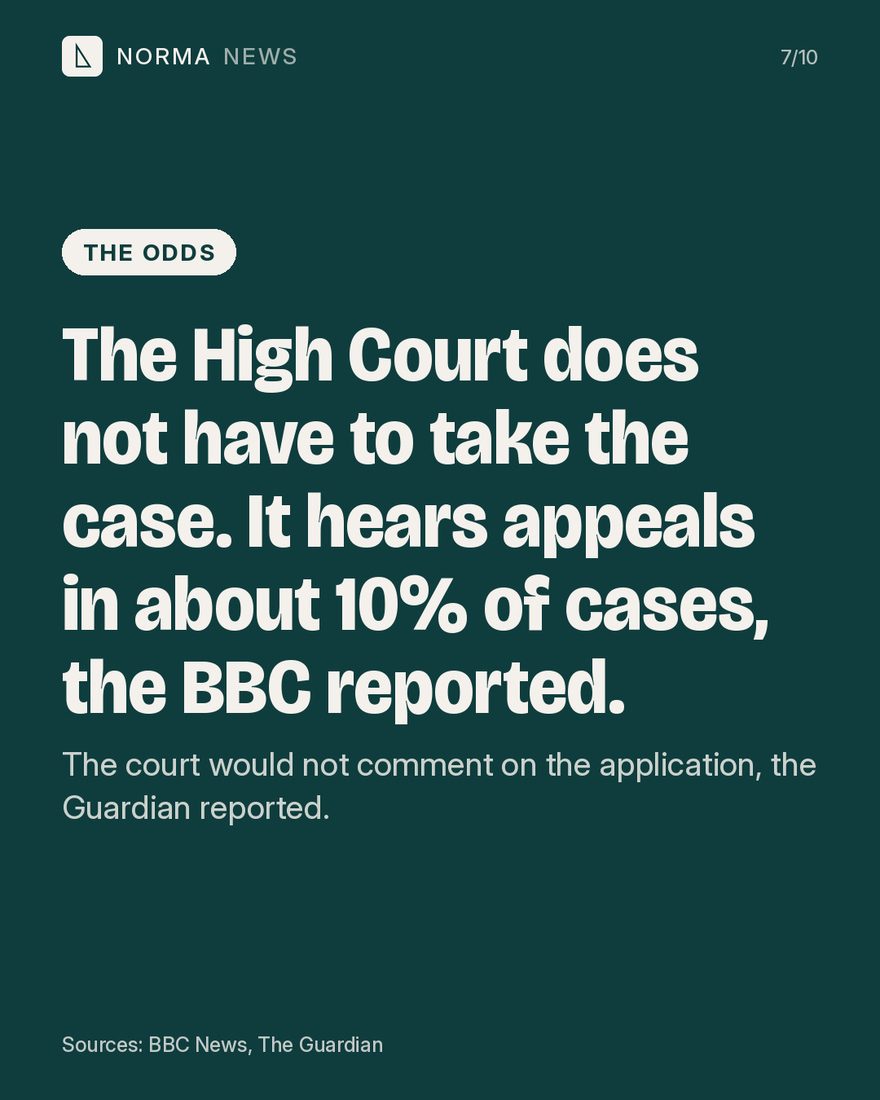 NORMA NEWS
7/10
THE ODDS
The High Court does
not have to take the
case. It hears appeals
in about 10% of cases,
the BBC reported.
The court would not comment on the application, the
Guardian reported.
Sources: BBC News, The Guardian